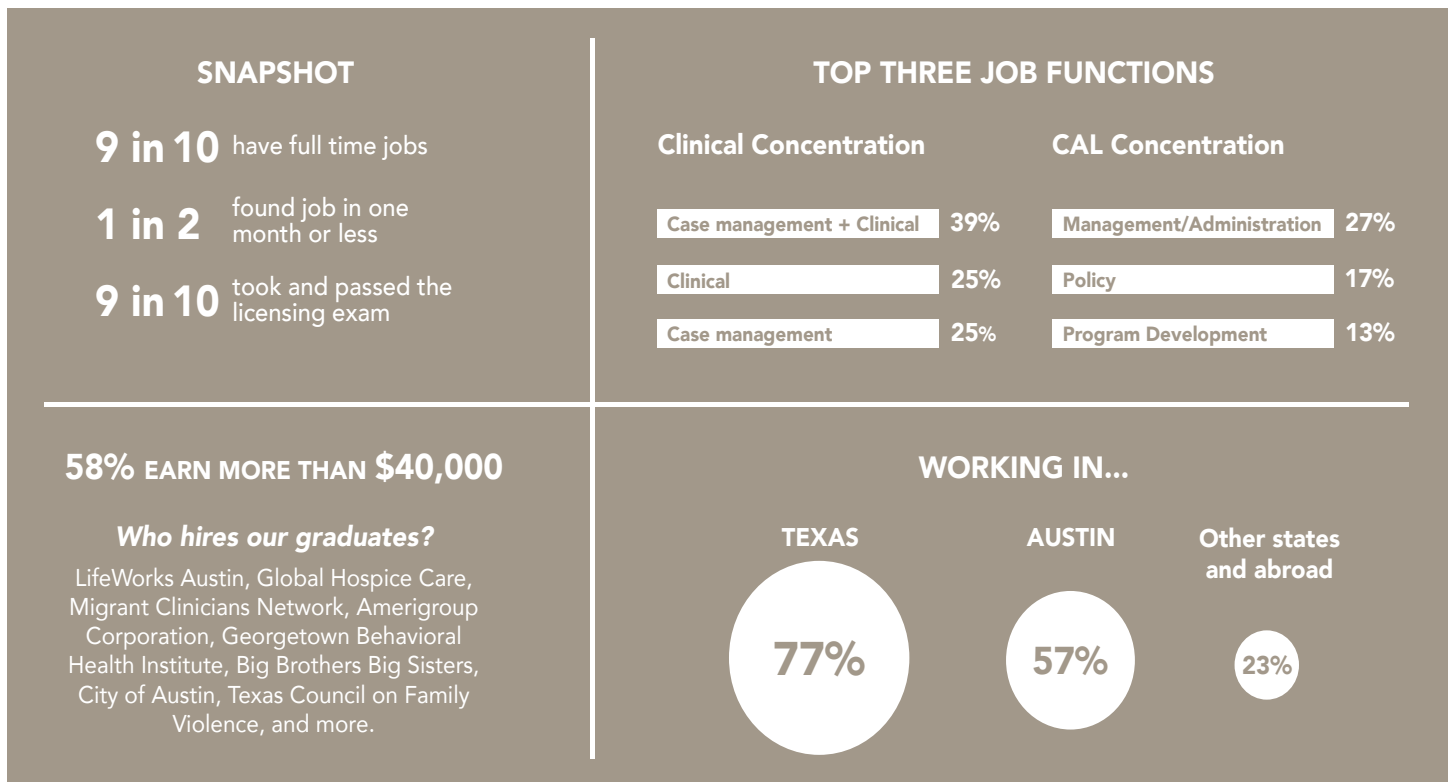 SNAPSHOT
9 in 10 have full time jobs
1 in 2 found job in one
month or less
9 in 10 took and passed the
licensing exam
TOP THREE JOB FUNCTIONS
Clinical Concentration
Case management + Clinical 39%
Clinical 25%
Case management 25%
CAL Concentration
Management/Administration 27%
Policy 17%
Program Development 13%
58% EARN MORE THAN $40,000
Who hires our graduates?
LifeWorks Austin, Global Hospice Care,
Migrant Clinicians Network, Amerigroup
Corporation, Georgetown Behavioral
Health Institute, Big Brothers Big Sisters,
City of Austin, Texas Council on Family
Violence, and more.
WORKING IN...
TEXAS
77%
AUSTIN
57%
Other states
and abroad
23%